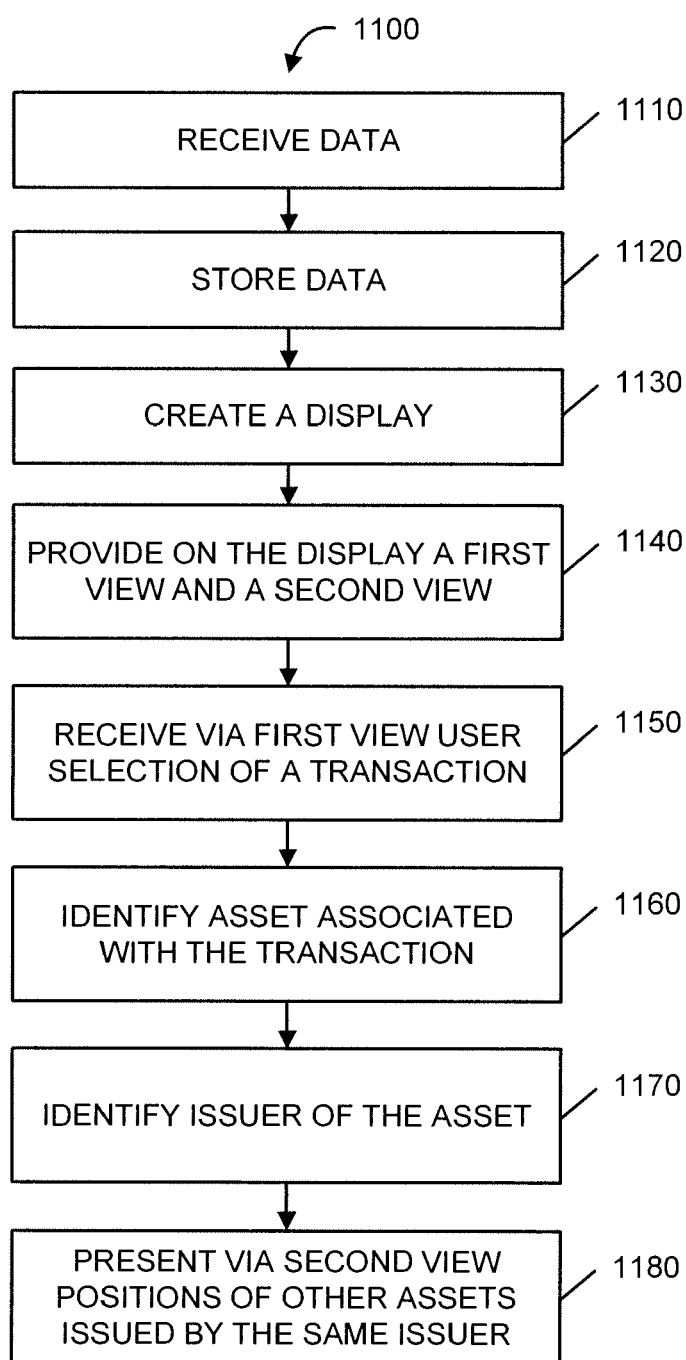 1100
RECEIVE DATA
1110
STORE DATA
1120
CREATE A DISPLAY
1130
PROVIDE ON THE DISPLAY A FIRST
VIEW AND A SECOND VIEW
1140
RECEIVE VIA FIRST VIEW USER
SELECTION OF A TRANSACTION
1150
IDENTIFY ASSET ASSOCIATED
WITH THE TRANSACTION
1160
IDENTIFY ISSUER OF THE ASSET
1170
PRESENT VIA SECOND VIEW
POSITIONS OF OTHER ASSETS
ISSUED BY THE SAME ISSUER
1180